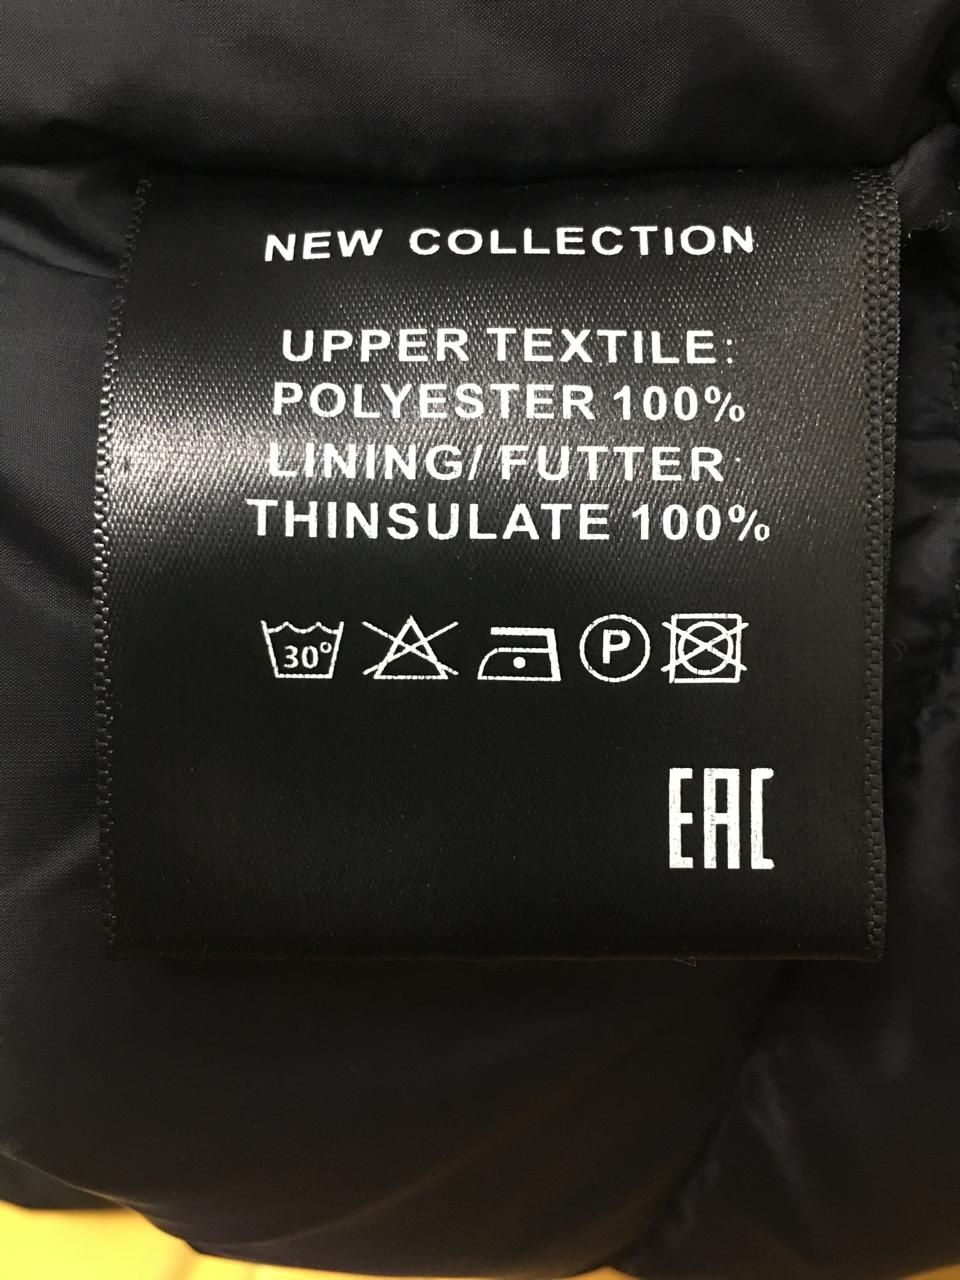 NEW COLLECTION
UPPER TEXTILE:
POLYESTER 100%
LINING/ FUTTER:
THINSULATE 100%
30° P
EAC